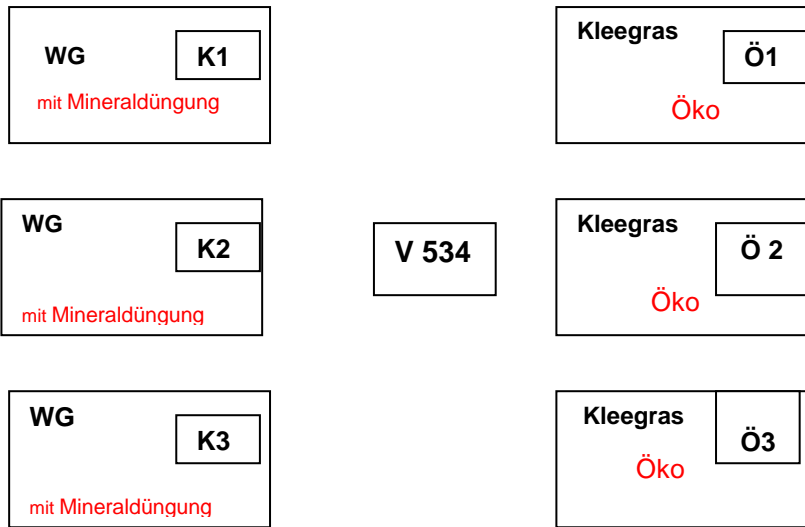 WG
K1
mit Mineraldüngung
Kleegras
Ö1
Öko
WG
K2
mit Mineraldüngung
V 534
Kleegras
Ö 2
Öko
WG
K3
mit Mineraldüngung
Kleegras
Ö3
Öko